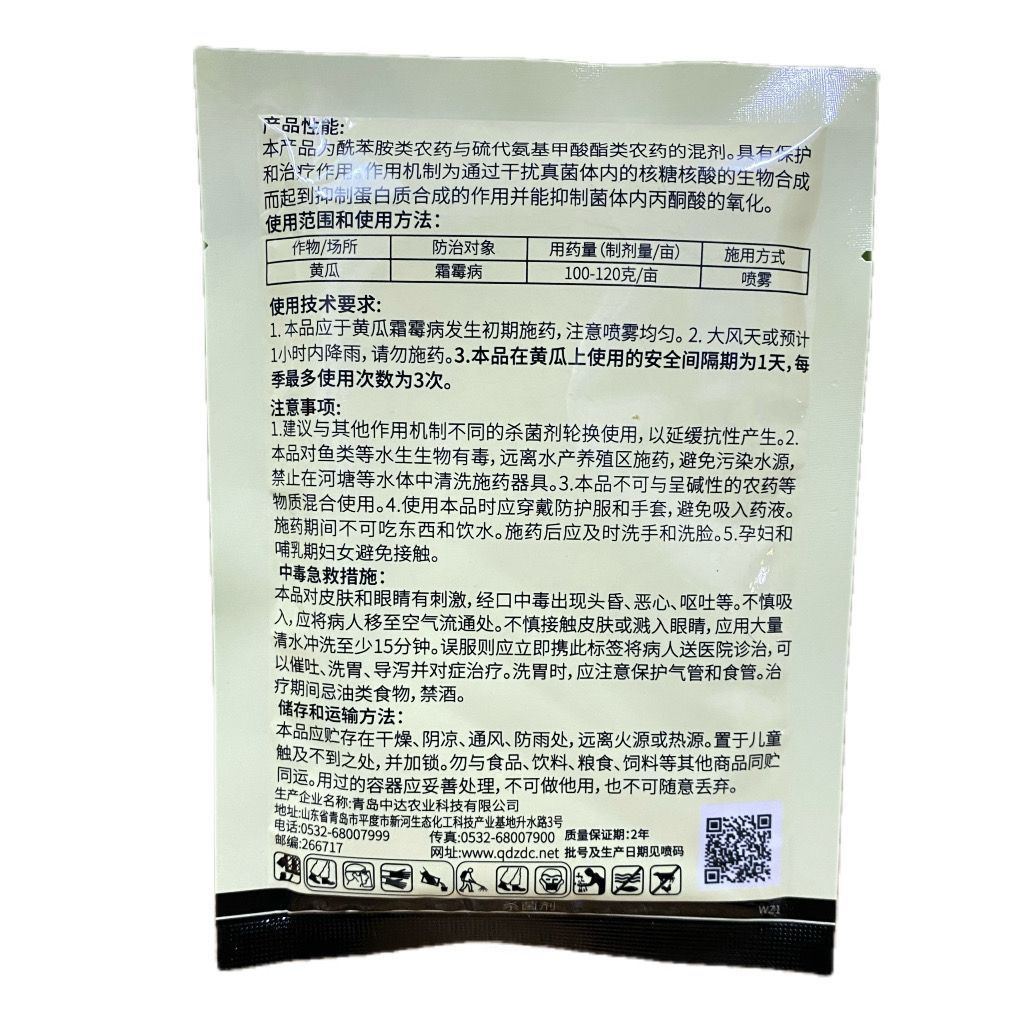 产品性能:
本产品为酰苯胺类农药与硫代氨基甲酸酯类农药的混剂。具有保护
和治疗作用。作用机制为通过干扰真菌体内的核糖核酸的生物合成
而起到抑制蛋白质合成的作用并能抑制菌体内丙酮酸的氧化。
使用范围和使用方法:
作物/场所 防治对象 用药量(制剂量/亩) 施用方式
黄瓜 霜霉病 100-120克/亩 喷雾
使用技术要求:
1.本品应于黄瓜霜霉病发生初期施药,注意喷雾均匀。2.大风天或预计
1小时内降雨,请勿施药。3.本品在黄瓜上使用的安全间隔期为1天,每
季最多使用次数为3次。
注意事项:
1.建议与其他作用机制不同的杀菌剂轮换使用,以延缓抗性产生。2.
本品对鱼类等水生生物有毒,远离水产养殖区施药,避免污染水源,
禁止在河塘等水体中清洗施药器具。3.本品不可与呈碱性的农药等
物质混合使用。4.使用本品时应穿戴防护服和手套,避免吸入药液。
施药期间不可吃东西和饮水。施药后应及时洗手和洗脸。5.孕妇和
哺乳期妇女避免接触。
中毒急救措施:
本品对皮肤和眼睛有刺激,经口中毒出现头昏、恶心、呕吐等。不慎吸
入,应将病人移至空气流通处。不慎接触皮肤或溅入眼睛,应用大量
清水冲洗至少15分钟。误服则应立即携此标签将病人送医院诊治,可
以催吐、洗胃、导泻并对症治疗。洗胃时,应注意保护气管和食管。治
疗期间忌油类食物,禁酒。
储存和运输方法:
本品应贮存在干燥、阴凉、通风、防雨处,远离火源或热源。置于儿童
触及不到之处,并加锁。勿与食品、饮料、粮食、饲料等其他商品同贮
同运。用过的容器应妥善处理,不可做他用,也不可随意丢弃。
生产企业名称:青岛中达农业科技有限公司
地址:山东省青岛市平度市新河生态化工科技产业基地升水路3号
电话:0532-68007999 传真:0532-68007900 质量保证期:2年
邮编:266717 网址:www.qdzdc.net 批号及生产日期见喷码
杀菌剂
WZ1